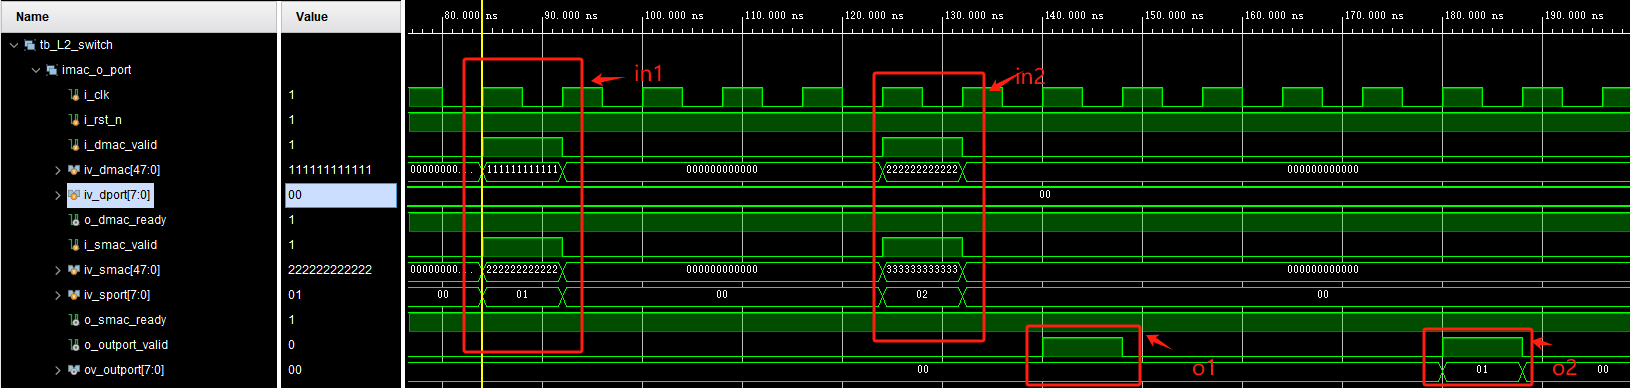 Name Value 80.000 ns 90.000 ns 100.000 ns 110.000 ns 120.000 ns 130.000 ns 140.000 ns 150.000 ns 160.000 ns 170.000 ns 180.000 ns 190.000 ns
tb_L2_switch
imac_o_port in1 in2
i_clk 1
i_rst_n 1
i_dmac_valid 1
iv_dmac[47:0] 111111111111 00000000... 111111111111 000000000000 222222222222 000000000000
iv_dport[7:0] 00 00
o_dmac_ready 1
i_smac_valid 1
iv_smac[47:0] 222222222222 00000000... 222222222222 000000000000 333333333333 000000000000
iv_sport[7:0] 01 00 01 00 02 00
o_smac_ready 1
o_outport_valid 0
ov_outport[7:0] 00 00 o1 01 o2 00